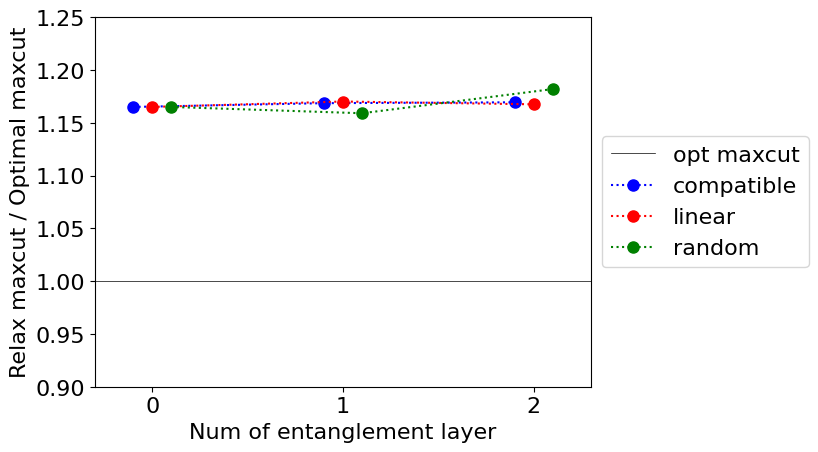 Relax maxcut / Optimal maxcut
1.25
1.20
1.15
1.10
1.05
1.00
0.95
0.90
0
1
2
Num of entanglement layer
opt maxcut
compatible
linear
random